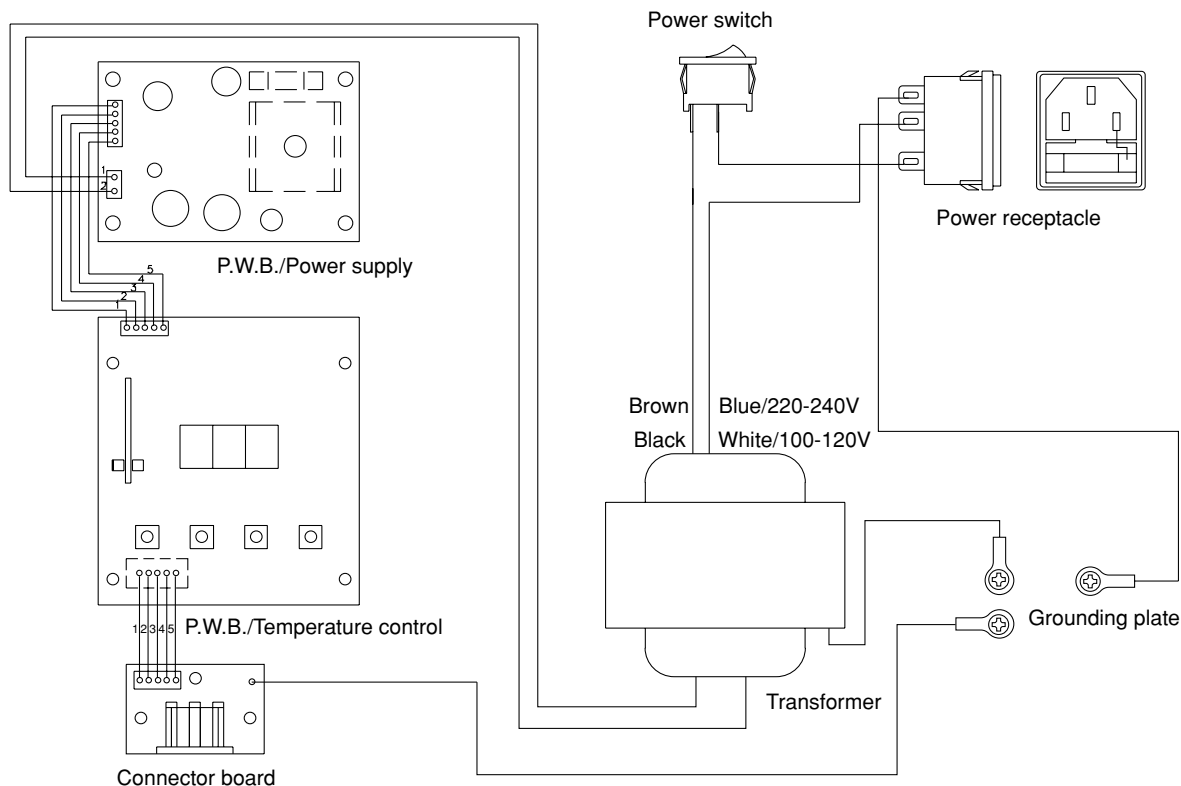 Power switch
Power receptacle
1
2
P.W.B./Power supply
5
4
3
2
1
Brown Blue/220-240V
Black White/100-120V
Grounding plate
1 2 3 4 5
P.W.B./Temperature control
Transformer
Connector board